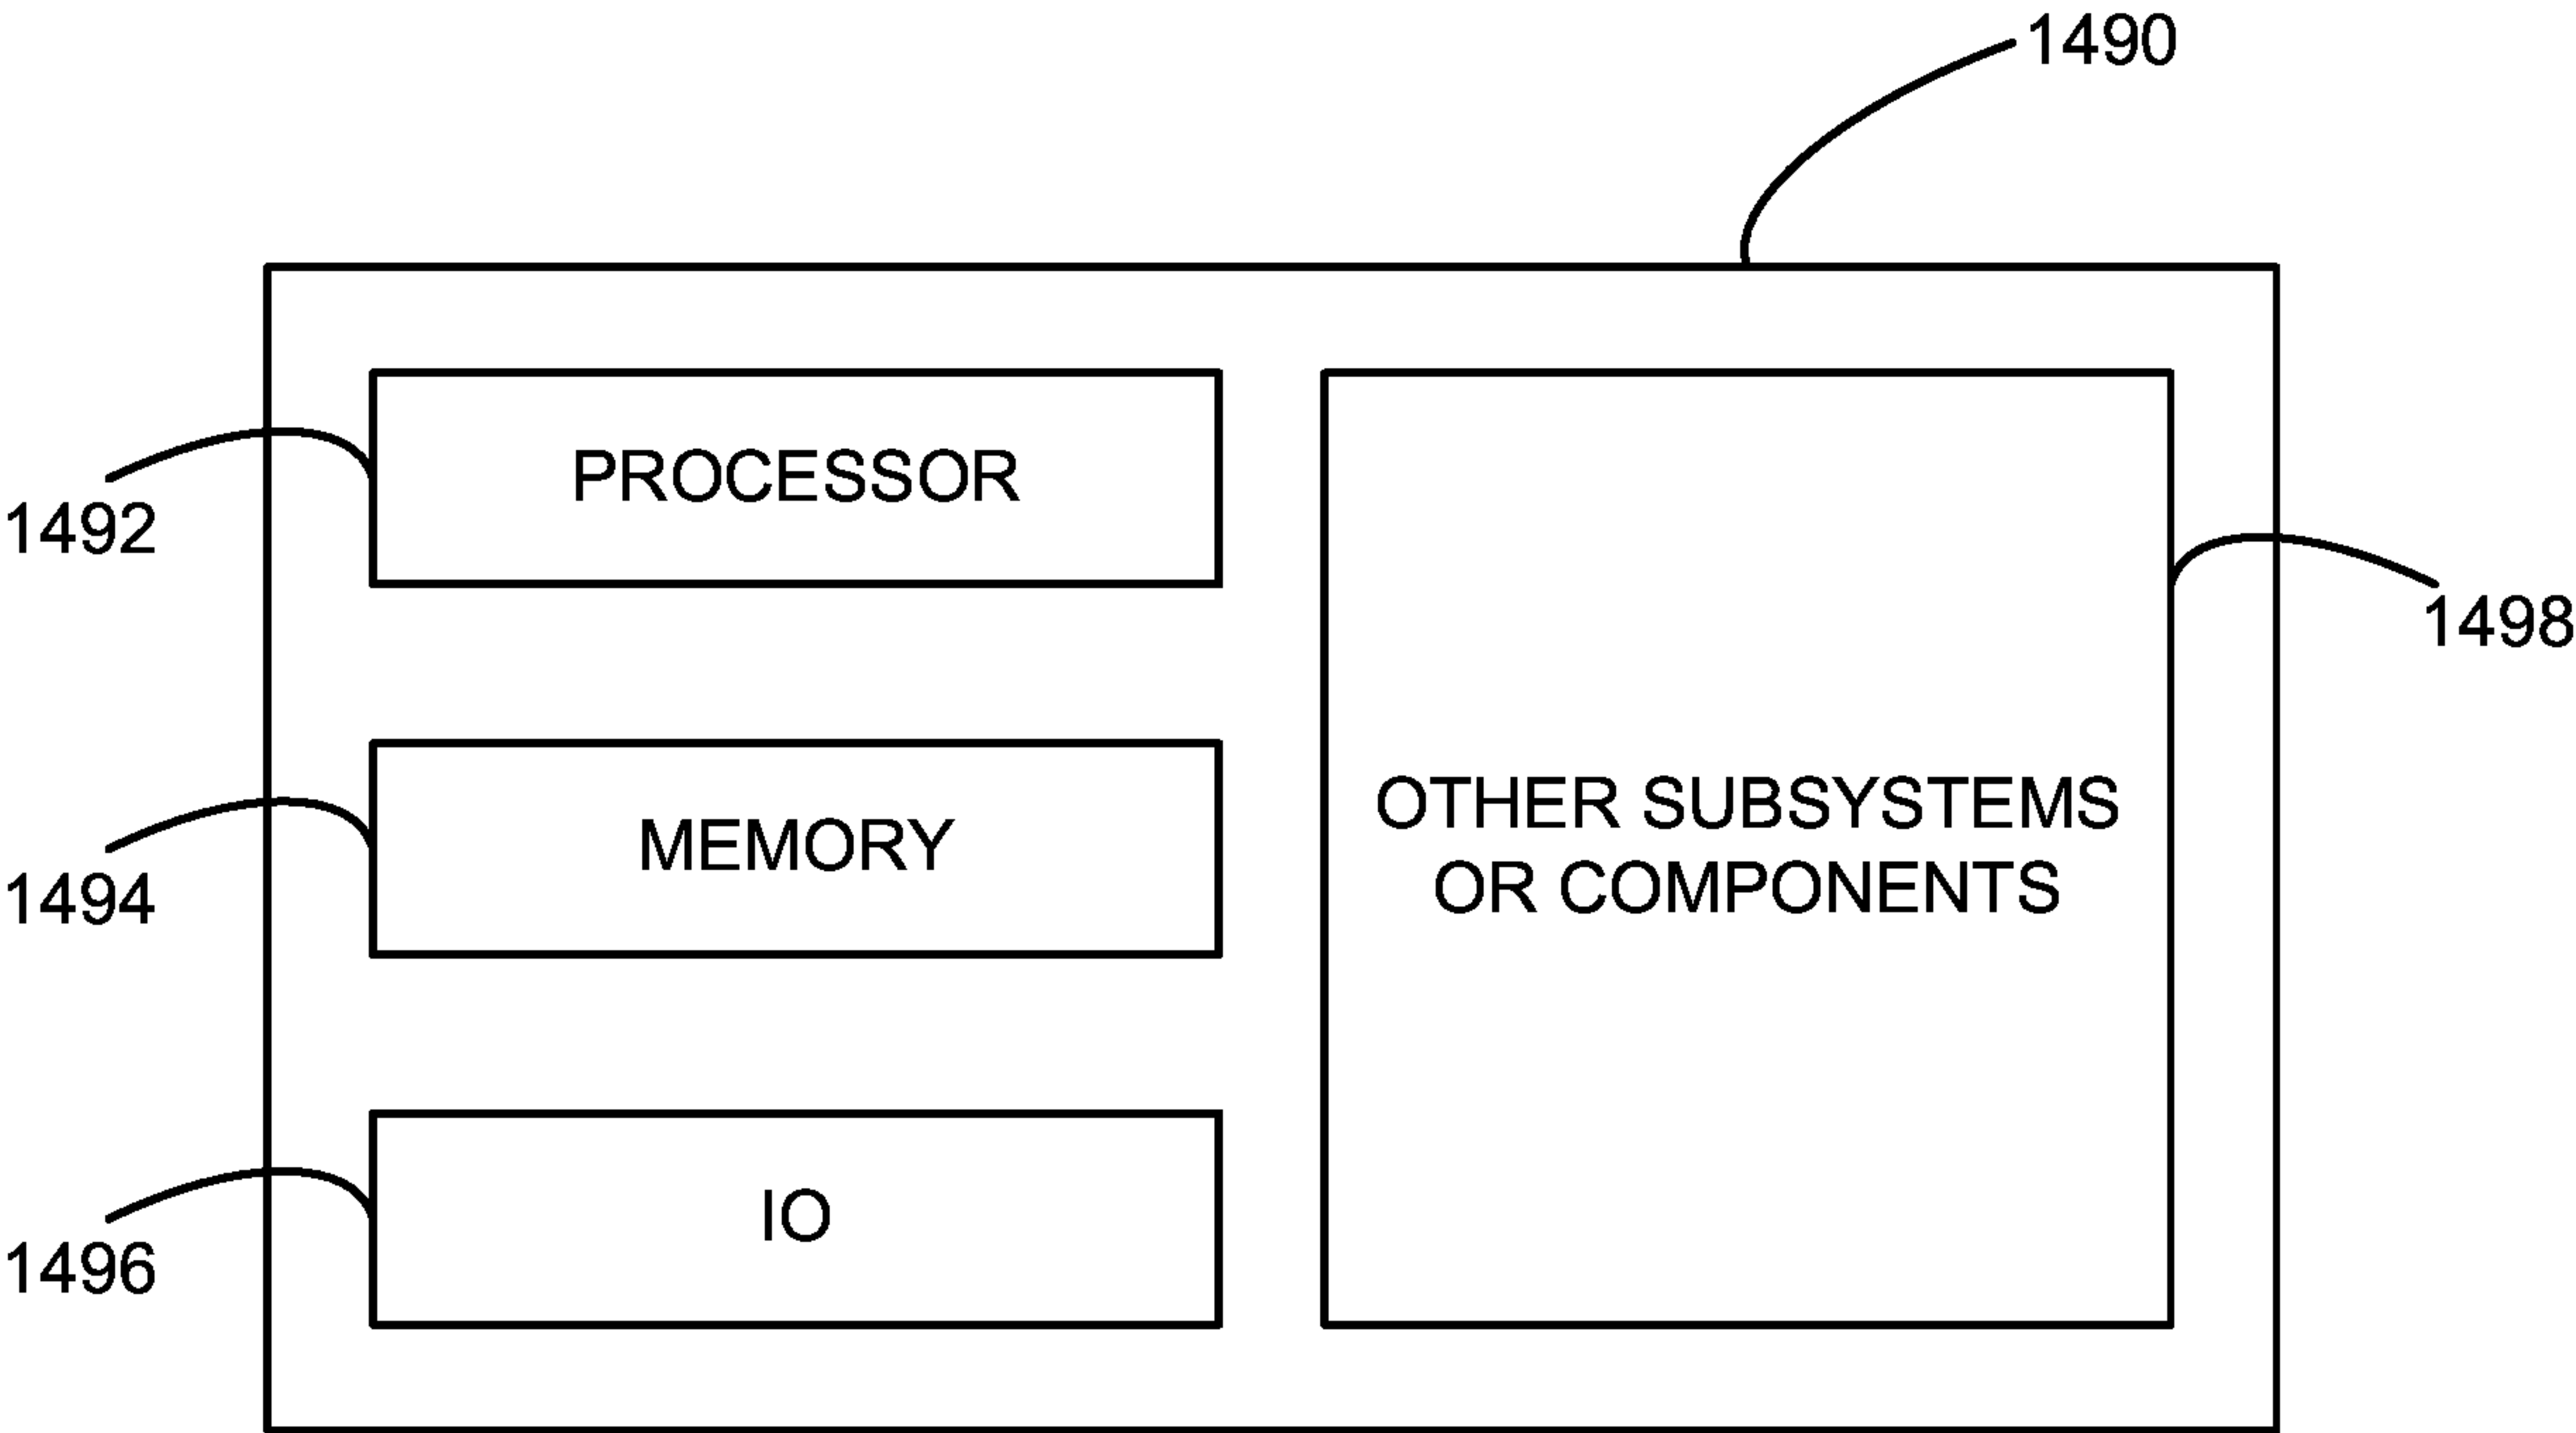 1490
PROCESSOR
1492
1498
OTHER SUBSYSTEMS
OR COMPONENTS
MEMORY
1494
IO
1496